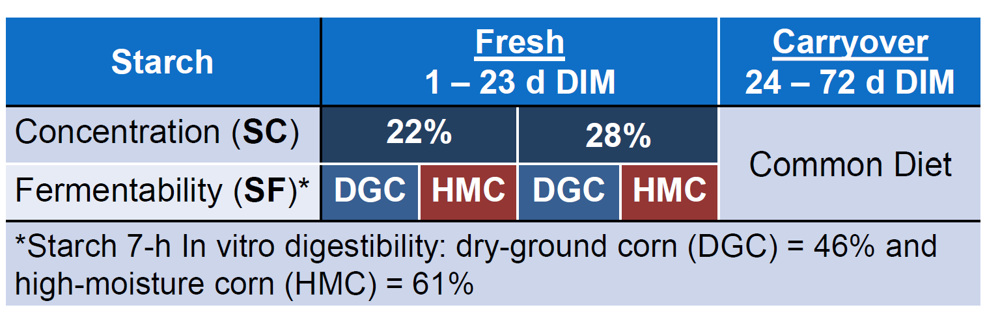 Starch
Fresh
1 – 23 d DIM
Carryover
24 – 72 d DIM
Concentration (SC)
22%
28%
Common Diet
Fermentability (SF)*
DGC
HMC
DGC
HMC
*Starch 7-h In vitro digestibility: dry-ground corn (DGC) = 46% and
high-moisture corn (HMC) = 61%